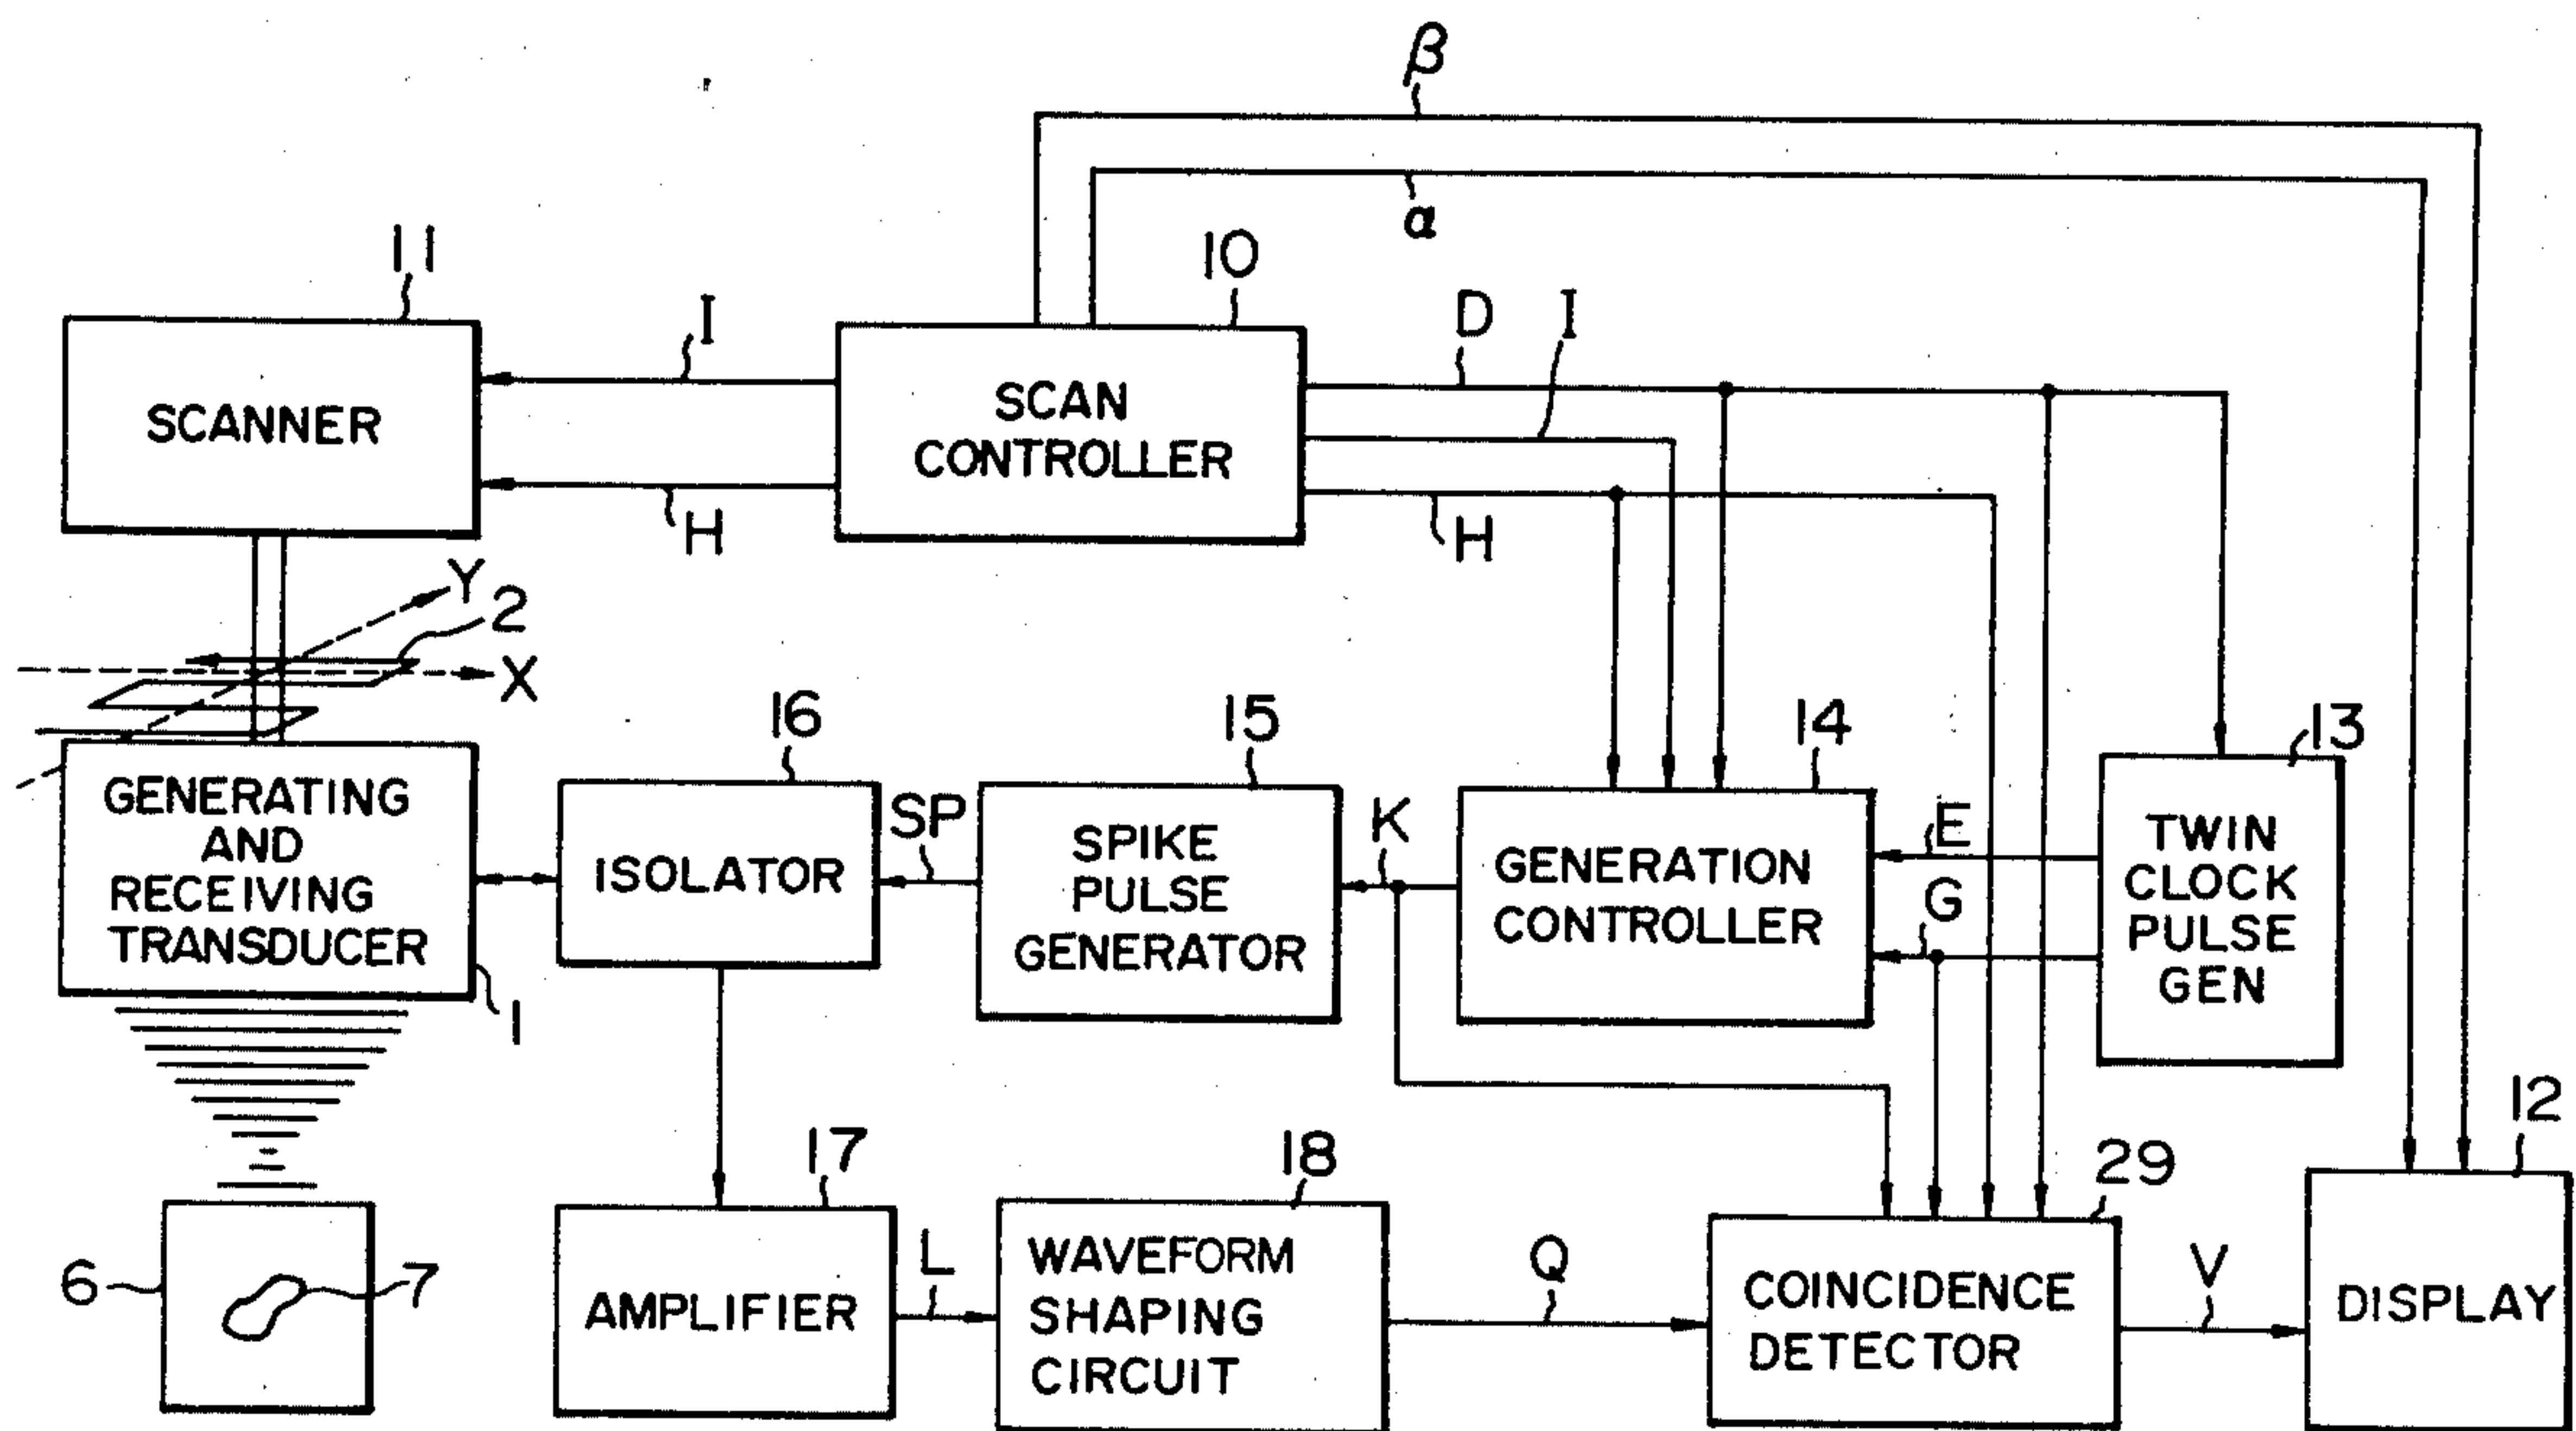 β
α
11
10
I
D
I
SCANNER
SCAN
CONTROLLER
H
H
Y
2
X
16
15
14
13
GENERATING
AND
RECEIVING
TRANSDUCER
1
ISOLATOR
SP
SPIKE
PULSE
GENERATOR
K
GENERATION
CONTROLLER
E
G
TWIN
CLOCK
PULSE
GEN
17
18
29
12
6
7
AMPLIFIER
L
WAVEFORM
SHAPING
CIRCUIT
Q
COINCIDENCE
DETECTOR
V
DISPLAY